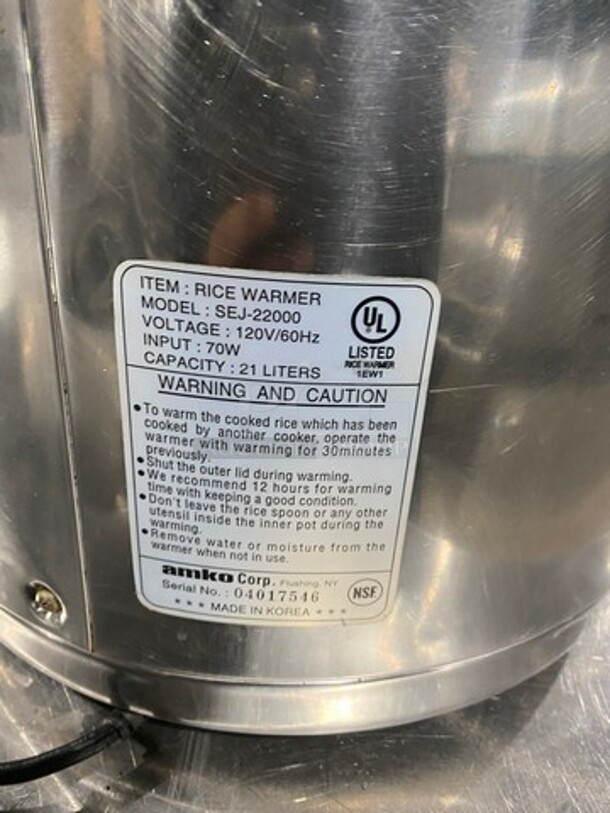 ITEM : RICE WARMER
MODEL : SEJ-22000
VOLTAGE : 120V/60Hz
INPUT : 70W
CAPACITY : 21 LITERS
UL
LISTED
RICE WARMER
1EW1
WARNING AND CAUTION
• To warm the cooked rice which has been
cooked by another cooker, operate the
warmer with warming for 30minutes
previously.
• Shut the outer lid during warming.
• We recommend 12 hours for warming
time with keeping a good condition.
• Don't leave the rice spoon or any other
utensil inside the inner pot during the
warming.
• Remove water or moisture from the
warmer when not in use.
amko Corp. Flushing, NY
Serial No. : 04017546
NSF
*** MADE IN KOREA ***